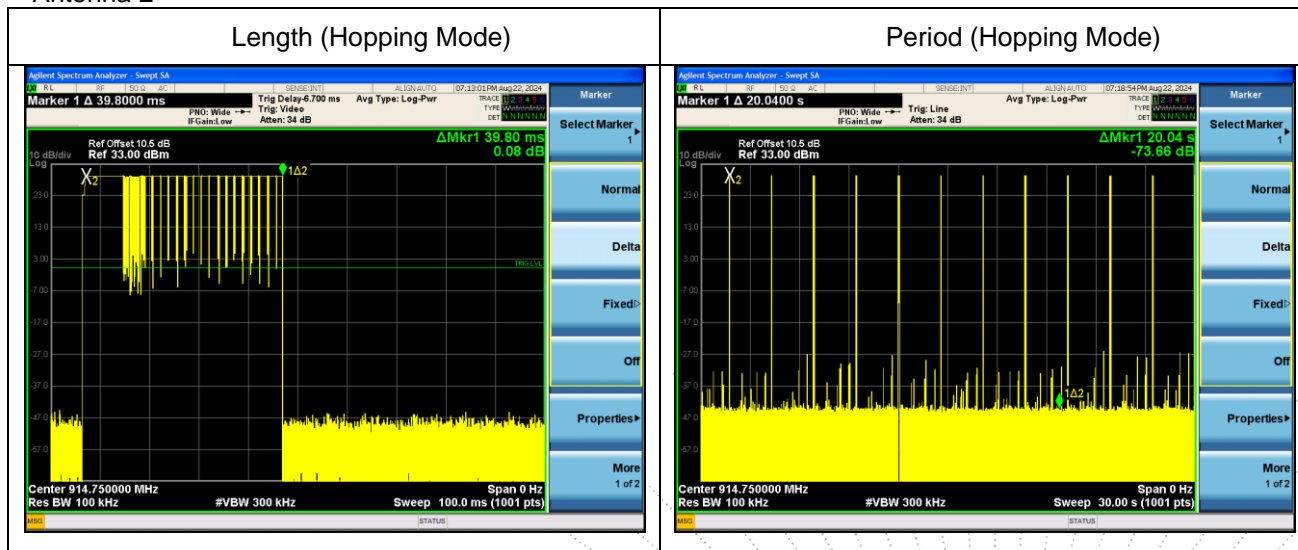 Antenna 2
Length (Hopping Mode)
Period (Hopping Mode)
Agilent Spectrum Analyzer - Swept SA
RL RF 50 Ω AC SENSE:INT ALIGN AUTO 07:13:01 PM Aug 22, 2024
Marker 1 Δ 39.8000 ms
PNO: Wide
IFGain:Low
Trig Delay-6.700 ms
Trig: Video
Atten: 34 dB
Avg Type: Log-Pwr
TRACE 1 2 3 4 5 6
TYPE
DET N N N N N N
Ref Offset 10.5 dB
10 dB/div Ref 33.00 dBm
Log
ΔMkr1 39.80 ms
0.08 dB
X2
1Δ2
23.0
13.0
3.00
TRIG LVL
-7.00
-17.0
-27.0
-37.0
-47.0
-57.0
Center 914.750000 MHz
Span 0 Hz
Res BW 100 kHz
#VBW 300 kHz
Sweep 100.0 ms (1001 pts)
MSG
STATUS
Marker
Select Marker
1
Normal
Delta
Fixed
Off
Properties
More
1 of 2
Agilent Spectrum Analyzer - Swept SA
RL RF 50 Ω AC SENSE:INT ALIGN AUTO 07:18:54 PM Aug 22, 2024
Marker 1 Δ 20.0400 s
PNO: Wide
IFGain:Low
Trig: Line
Atten: 34 dB
Avg Type: Log-Pwr
TRACE 1 2 3 4 5 6
TYPE
DET N N N N N N
Ref Offset 10.5 dB
10 dB/div Ref 33.00 dBm
Log
ΔMkr1 20.04 s
-73.66 dB
X2
1Δ2
23.0
13.0
3.00
-7.00
-17.0
-27.0
-37.0
-47.0
-57.0
Center 914.750000 MHz
Span 0 Hz
Res BW 100 kHz
#VBW 300 kHz
Sweep 30.00 s (1001 pts)
MSG
STATUS
Marker
Select Marker
1
Normal
Delta
Fixed
Off
Properties
More
1 of 2